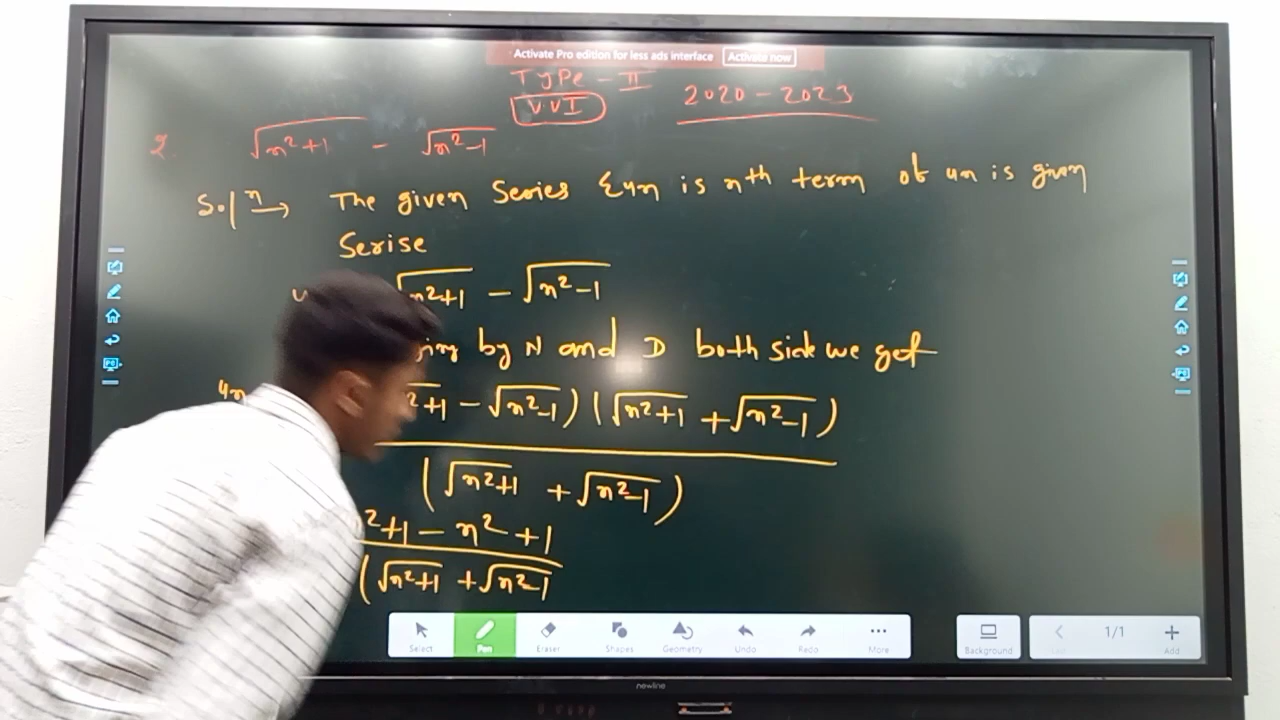 Activate Pro edition for less ads interface Activate now
TYPe - II
V.V.I 2020 - 2023
2. √n²+1 - √n²-1
Solⁿ → The given Series Σun is nth term of un is given
Serise
√n²+1 - √n²-1
by N and D both side we get
un ²+1 - √n²-1) (√n²+1 + √n²-1)
(√n²+1 + √n²-1)
²+1 - n² + 1
(√n²+1 + √n²-1
Select Pen Eraser Shapes Geometry Undo Redo More Background 1/1 Add
newline